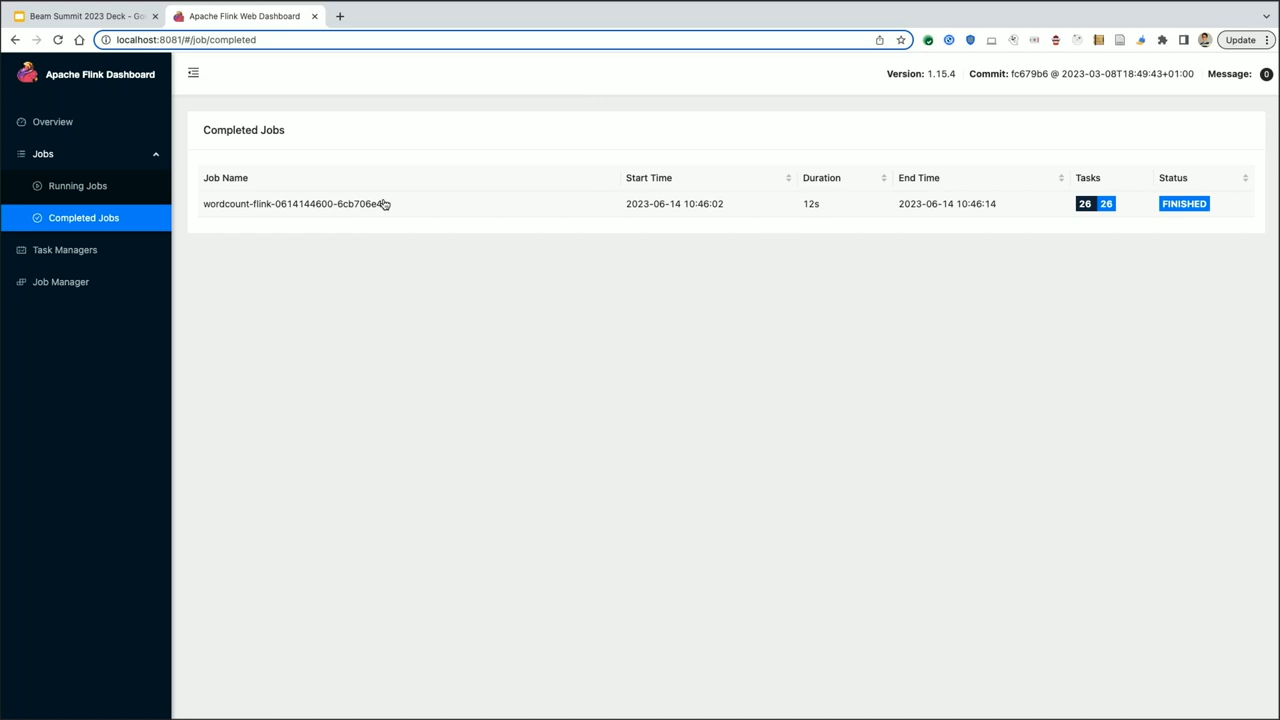 Beam Summit 2023 Deck - Go
Apache Flink Web Dashboard
localhost:8081/#/job/completed
Update
Apache Flink Dashboard
Version: 1.15.4 Commit: fc679b6 @ 2023-03-08T18:49:43+01:00 Message: 0
Overview
Jobs
Running Jobs
Completed Jobs
Task Managers
Job Manager
Completed Jobs
Job Name Start Time Duration End Time Tasks Status
wordcount-flink-0614144600-6cb706e4 2023-06-14 10:46:02 12s 2023-06-14 10:46:14 26 26 FINISHED